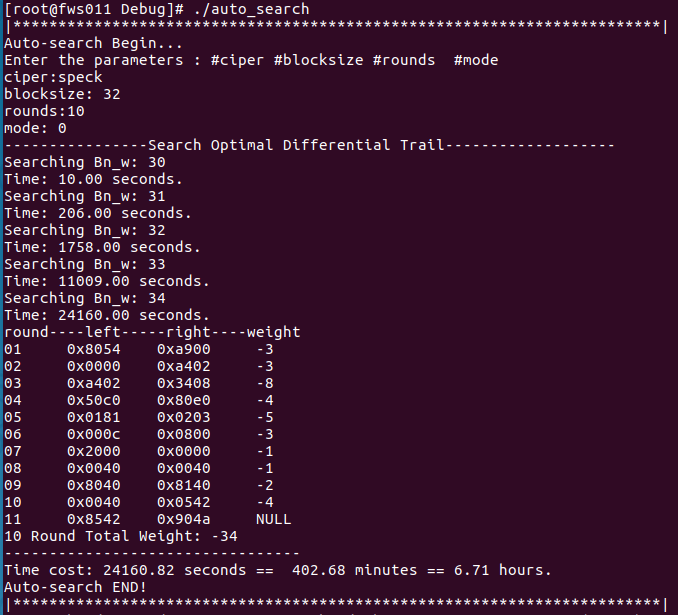 [root@fws011 Debug]# ./auto_search
|*************************************************************************|
Auto-search Begin...
Enter the parameters : #ciper #blocksize #rounds  #mode
ciper:speck
blocksize: 32
rounds:10
mode: 0
----------------Search Optimal Differential Trail-------------------
Searching Bn_w: 30
Time: 10.00 seconds.
Searching Bn_w: 31
Time: 206.00 seconds.
Searching Bn_w: 32
Time: 1758.00 seconds.
Searching Bn_w: 33
Time: 11009.00 seconds.
Searching Bn_w: 34
Time: 24160.00 seconds.
round----left-----right----weight
01     0x8054    0xa900     -3
02     0x0000    0xa402     -3
03     0xa402    0x3408     -8
04     0x50c0    0x80e0     -4
05     0x0181    0x0203     -5
06     0x000c    0x0800     -3
07     0x2000    0x0000     -1
08     0x0040    0x0040     -1
09     0x8040    0x8140     -2
10     0x0040    0x0542     -4
11     0x8542    0x904a     NULL
10 Round Total Weight: -34
---------------------------------
Time cost: 24160.82 seconds ==  402.68 minutes == 6.71 hours.
Auto-search END!
|*************************************************************************|